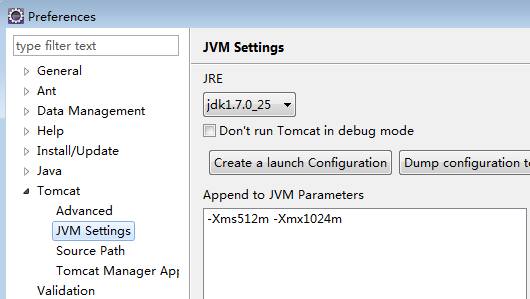 Preferences
type filter text
General
Ant
Data Management
Help
Install/Update
Java
Tomcat
Advanced
JVM Settings
Source Path
Tomcat Manager App
Validation
JVM Settings
JRE
jdk1.7.0_25
Don't run Tomcat in debug mode
Create a launch Configuration
Dump configuration to
Append to JVM Parameters
-Xms512m -Xmx1024m